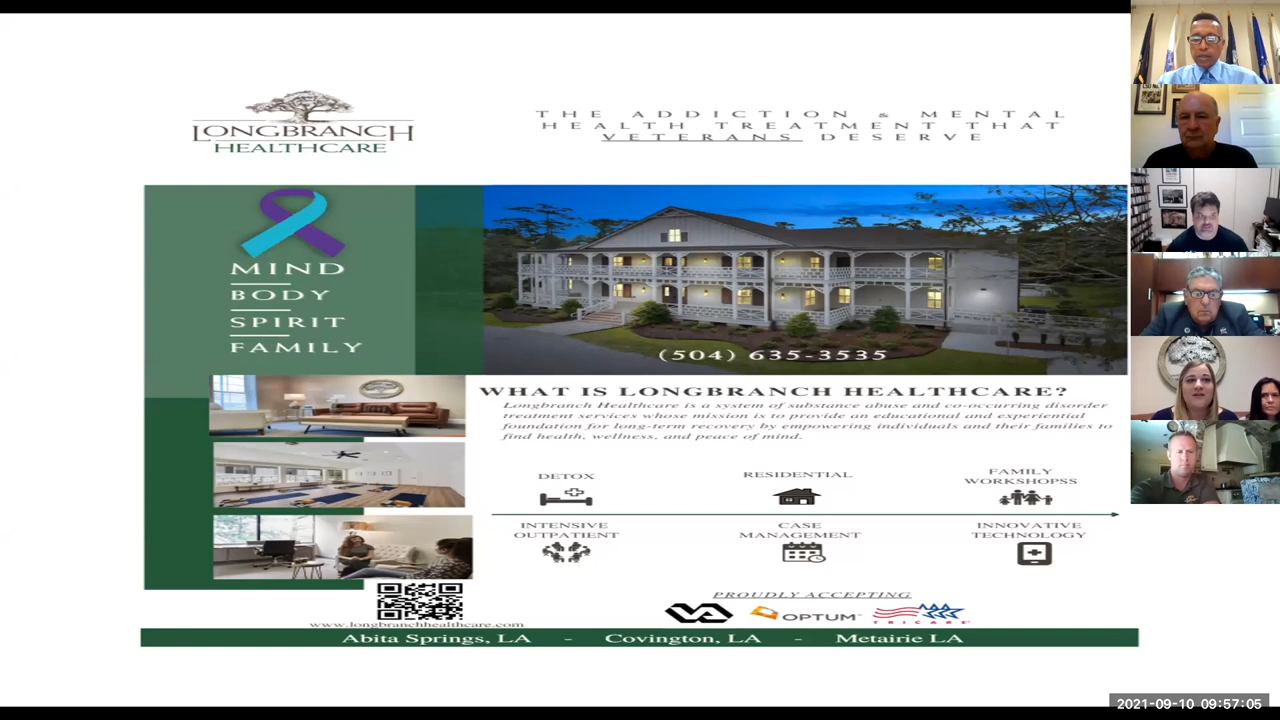 LONGBRANCH
HEALTHCARE
THE ADDICTION & MENTAL
HEALTH TREATMENT THAT
VETERANS DESERVE
MIND
BODY
SPIRIT
FAMILY
(504) 635-3535
WHAT IS LONGBRANCH HEALTHCARE?
Longbranch Healthcare is a system of substance abuse and co-occurring disorder
treatment services whose mission is to provide an educational and experiential
foundation for long-term recovery by empowering individuals and their families to
find health, wellness, and peace of mind.
DETOX
RESIDENTIAL
FAMILY
WORKSHOPSS
INTENSIVE
OUTPATIENT
CASE
MANAGEMENT
INNOVATIVE
TECHNOLOGY
PROUDLY ACCEPTING
VA
OPTUM
TRICARE
www.longbranchhealthcare.com
Abita Springs, LA - Covington, LA - Metairie LA
2021-09-10 09:57:05